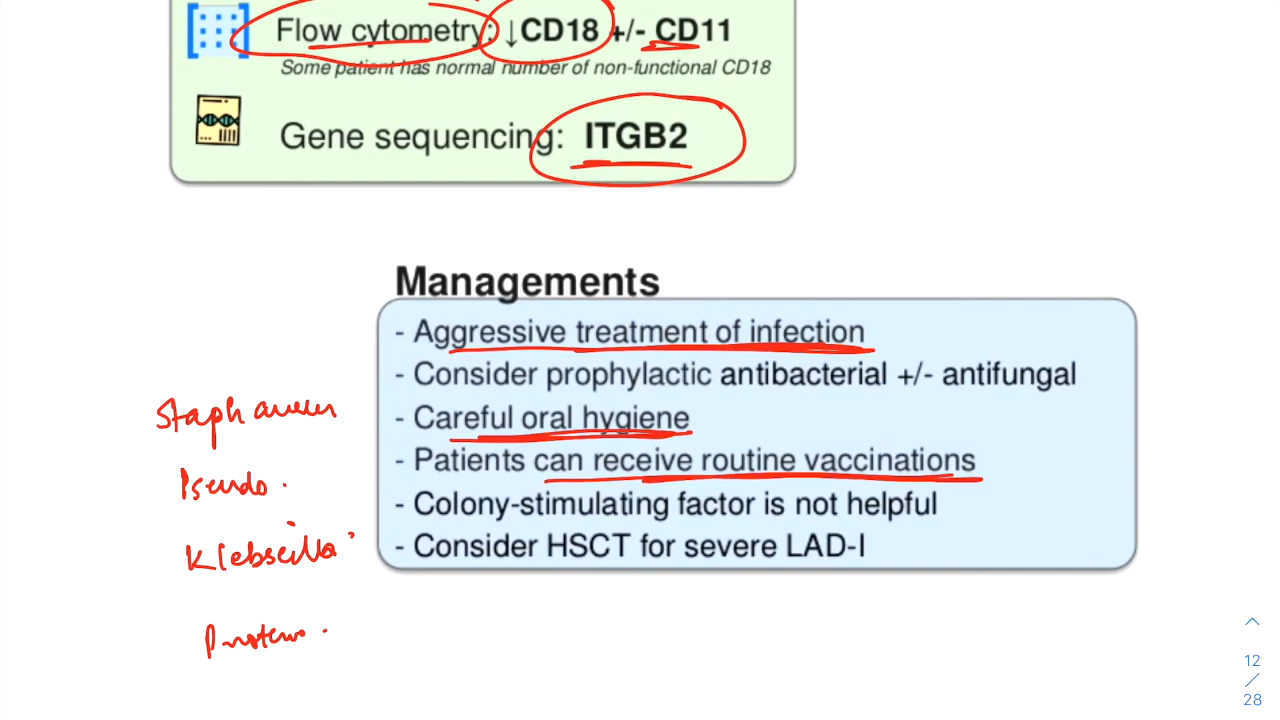 Flow cytometry: ↓CD18 +/- CD11
Some patient has normal number of non-functional CD18
Gene sequencing: ITGB2
Managements
- Aggressive treatment of infection
- Consider prophylactic antibacterial +/- antifungal
- Careful oral hygiene
- Patients can receive routine vaccinations
- Colony-stimulating factor is not helpful
- Consider HSCT for severe LAD-I
Staph
Pseudo.
Klebsiella
Proteus.
12
/
28